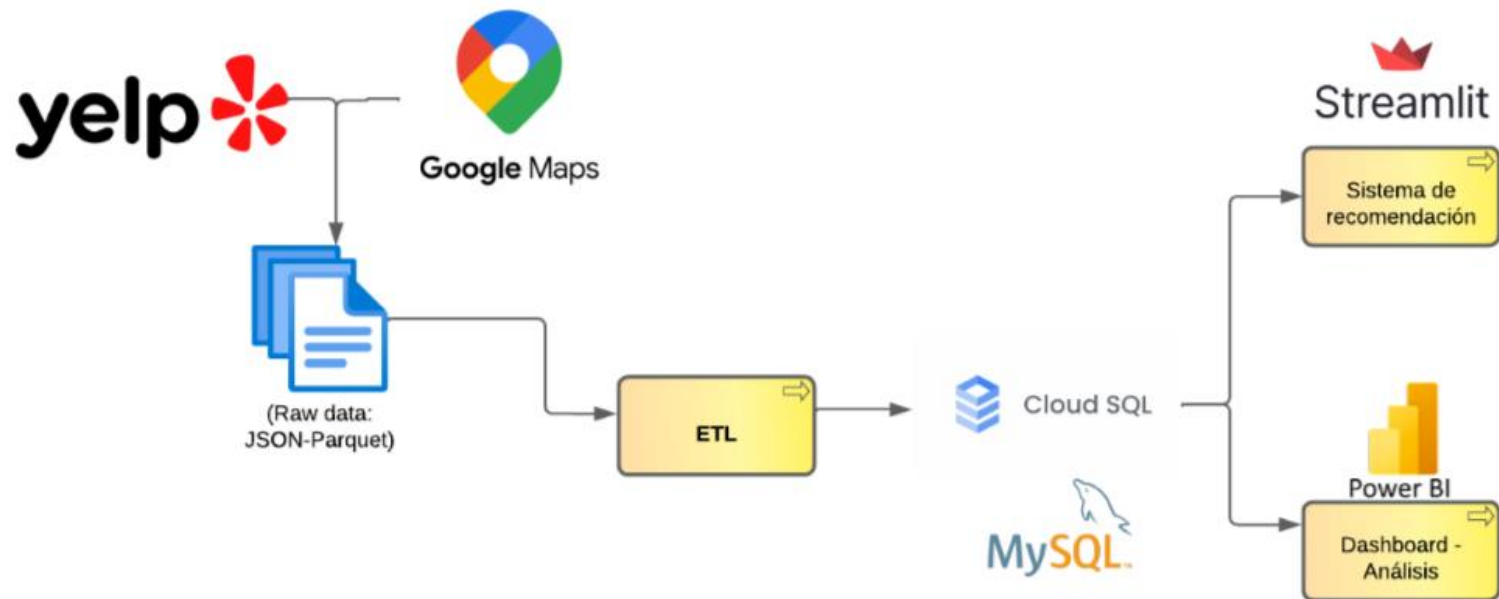 yelp
Google Maps
(Raw data:
JSON-Parquet)
ETL
Cloud SQL
MySQL
Streamlit
Sistema de
recomendación
Power BI
Dashboard -
Análisis